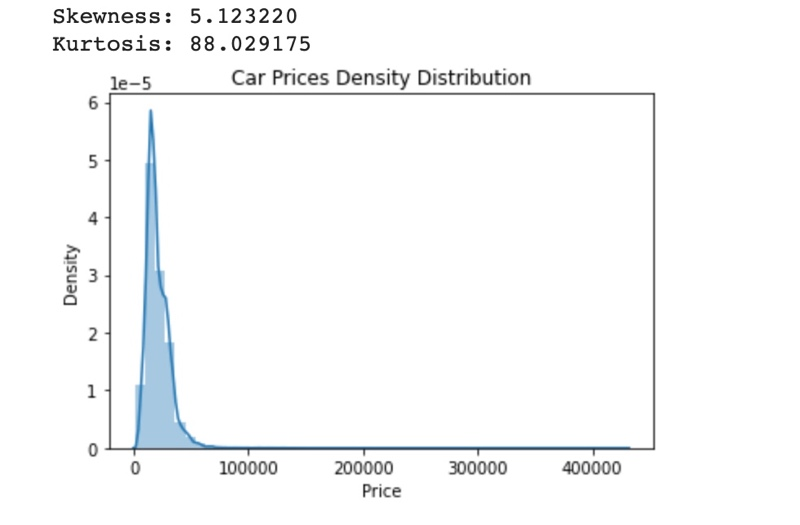 Skewness: 5.123220
Kurtosis: 88.029175
Car Prices Density Distribution
1e−5
6
5
4
3
2
1
0
Density
0 100000 200000 300000 400000
Price